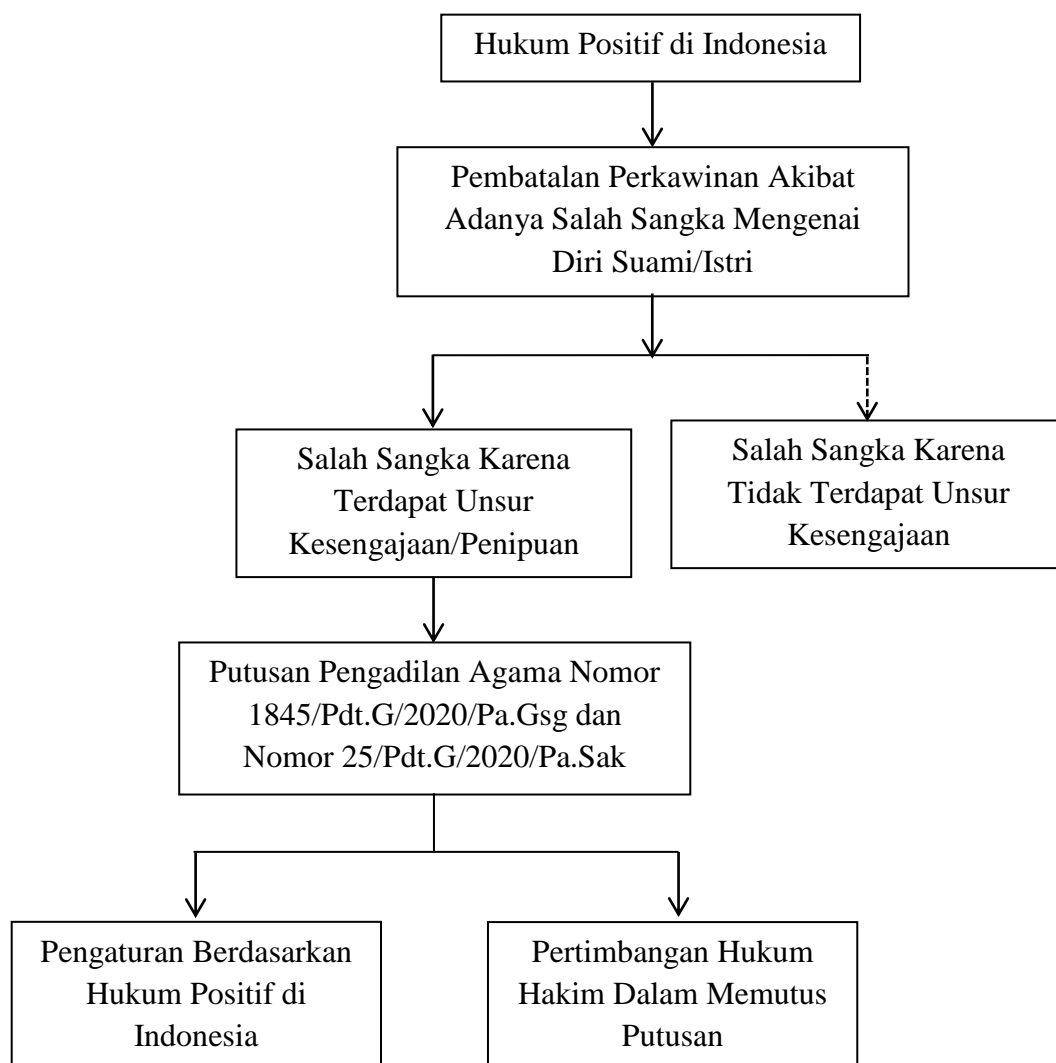 Hukum Positif di Indonesia
Pembatalan Perkawinan Akibat
Adanya Salah Sangka Mengenai
Diri Suami/Istri
Salah Sangka Karena
Terdapat Unsur
Kesengajaan/Penipuan
Salah Sangka Karena
Tidak Terdapat Unsur
Kesengajaan
Putusan Pengadilan Agama Nomor
1845/Pdt.G/2020/Pa.Gsg dan
Nomor 25/Pdt.G/2020/Pa.Sak
Pengaturan Berdasarkan
Hukum Positif di
Indonesia
Pertimbangan Hukum
Hakim Dalam Memutus
Putusan